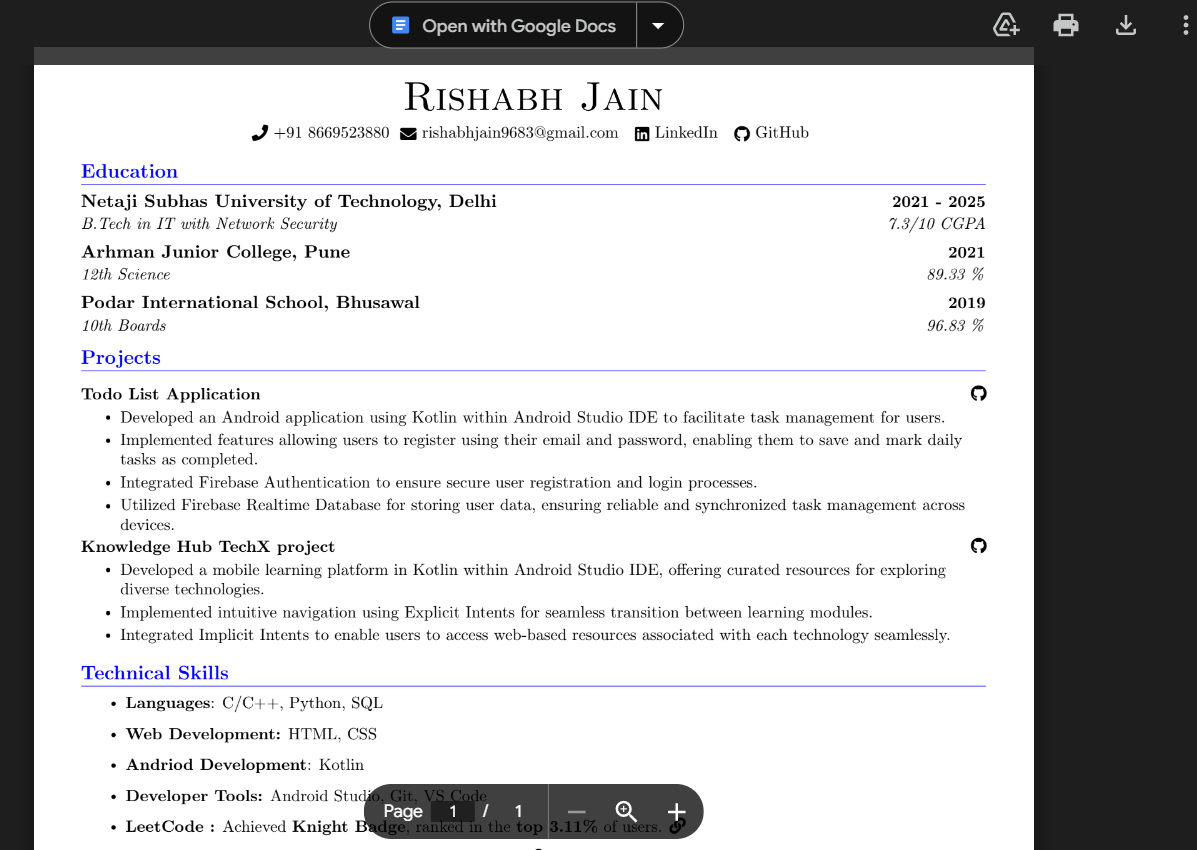 Open with Google Docs
Rishabh Jain
+91 8669523880 rishabhjain9683@gmail.com LinkedIn GitHub
Education
Netaji Subhas University of Technology, Delhi 2021 - 2025
B.Tech in IT with Network Security 7.3/10 CGPA
Arhman Junior College, Pune 2021
12th Science 89.33 %
Podar International School, Bhusawal 2019
10th Boards 96.83 %
Projects
Todo List Application
• Developed an Android application using Kotlin within Android Studio IDE to facilitate task management for users.
• Implemented features allowing users to register using their email and password, enabling them to save and mark daily
tasks as completed.
• Integrated Firebase Authentication to ensure secure user registration and login processes.
• Utilized Firebase Realtime Database for storing user data, ensuring reliable and synchronized task management across
devices.
Knowledge Hub TechX project
• Developed a mobile learning platform in Kotlin within Android Studio IDE, offering curated resources for exploring
diverse technologies.
• Implemented intuitive navigation using Explicit Intents for seamless transition between learning modules.
• Integrated Implicit Intents to enable users to access web-based resources associated with each technology seamlessly.
Technical Skills
• Languages: C/C++, Python, SQL
• Web Development: HTML, CSS
• Andriod Development: Kotlin
• Developer Tools: Android Studio, Git, VS Code
Page 1 / 1
• LeetCode : Achieved Knight Badge, ranked in the top 3.11% of users.